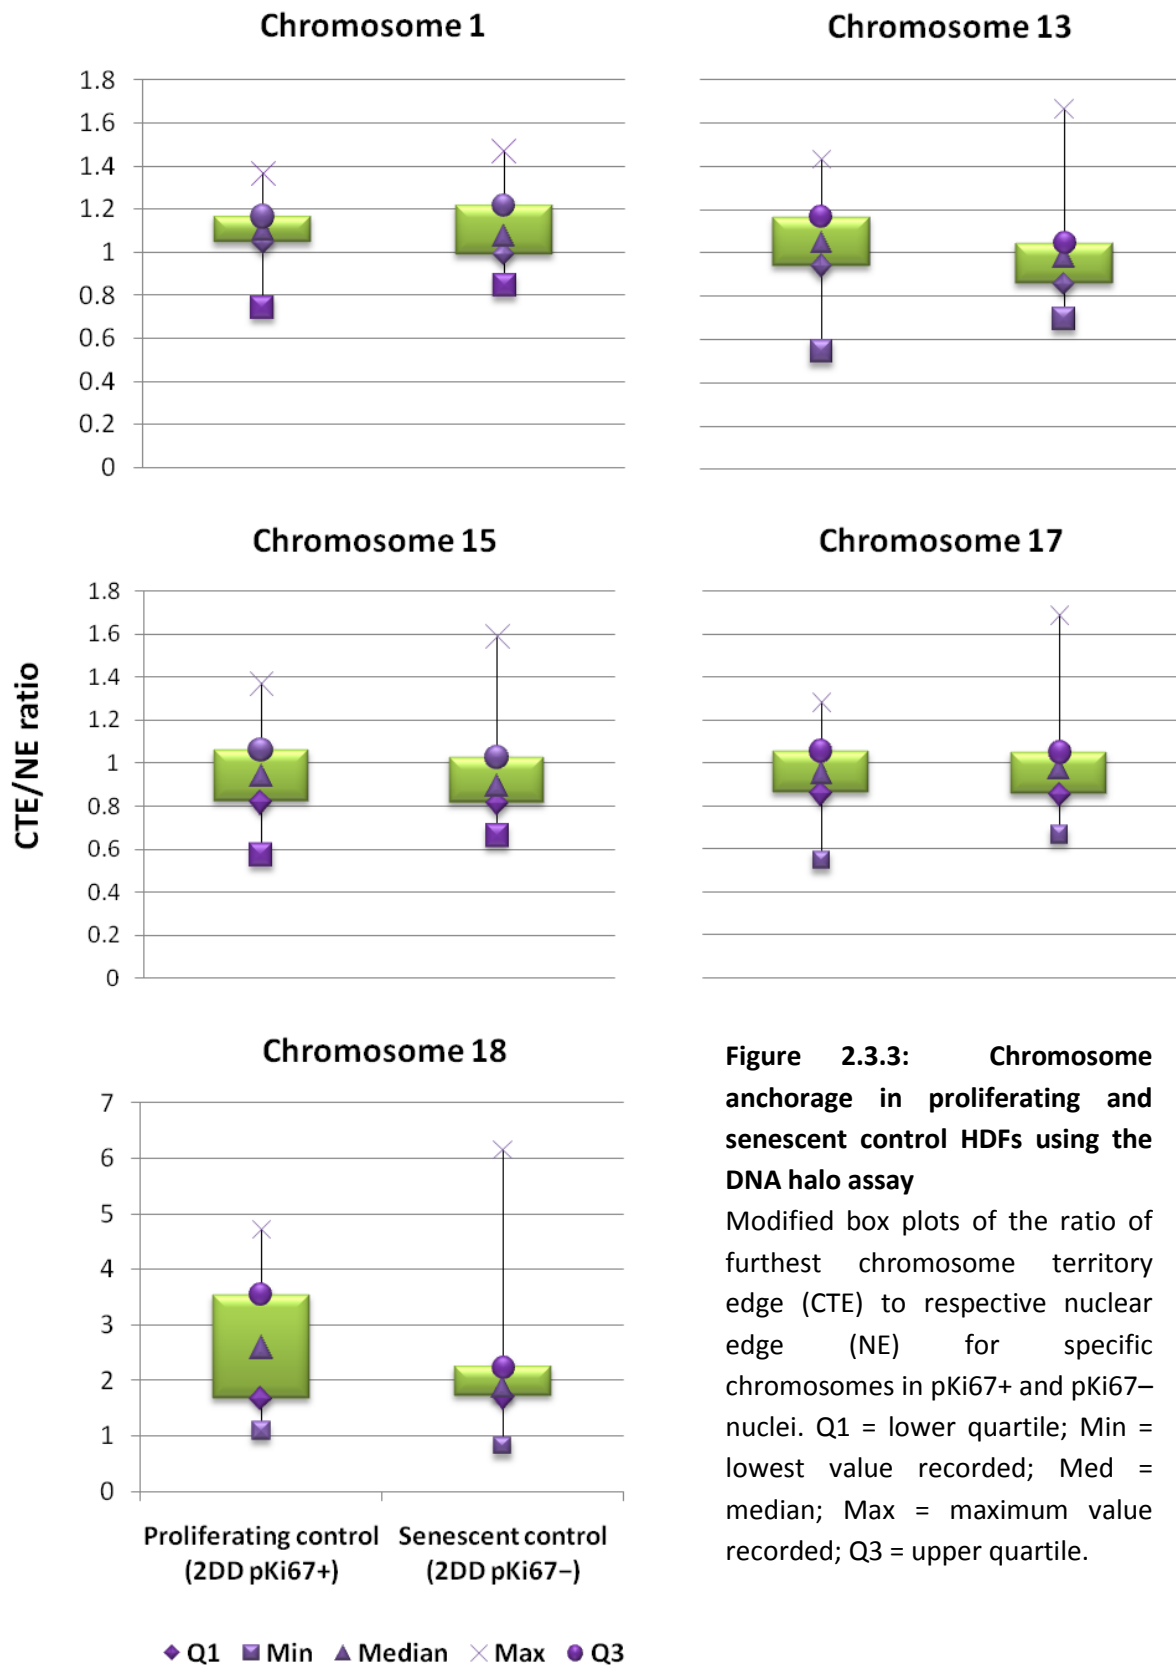 Chromosome 1
1.8
1.6
1.4
1.2
1
0.8
0.6
0.4
0.2
0
Chromosome 13
Chromosome 15
1.8
1.6
1.4
1.2
1
0.8
0.6
0.4
0.2
0
Chromosome 17
CTE/NE ratio
Chromosome 18
7
6
5
4
3
2
1
0
Proliferating control
(2DD pKi67+)
Senescent control
(2DD pKi67–)
Q1 Min Median Max Q3
Figure 2.3.3: Chromosome
anchorage in proliferating and
senescent control HDFs using the
DNA halo assay
Modified box plots of the ratio of
furthest chromosome territory
edge (CTE) to respective nuclear
edge (NE) for specific
chromosomes in pKi67+ and pKi67–
nuclei. Q1 = lower quartile; Min =
lowest value recorded; Med =
median; Max = maximum value
recorded; Q3 = upper quartile.